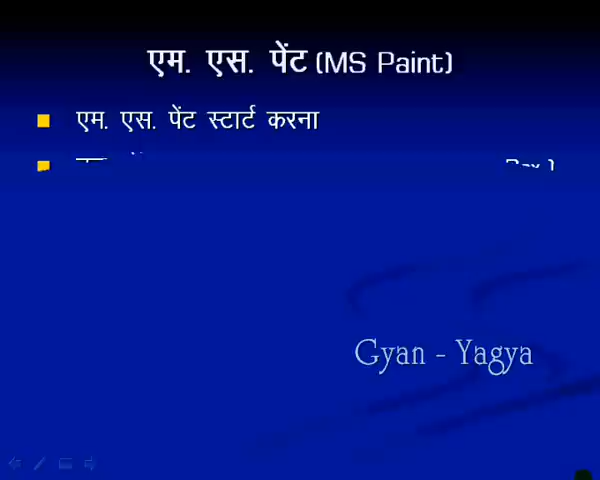 एम. एस. पेंट (MS Paint)
एम. एस. पेंट स्टार्ट करना
Gyan - Yagya